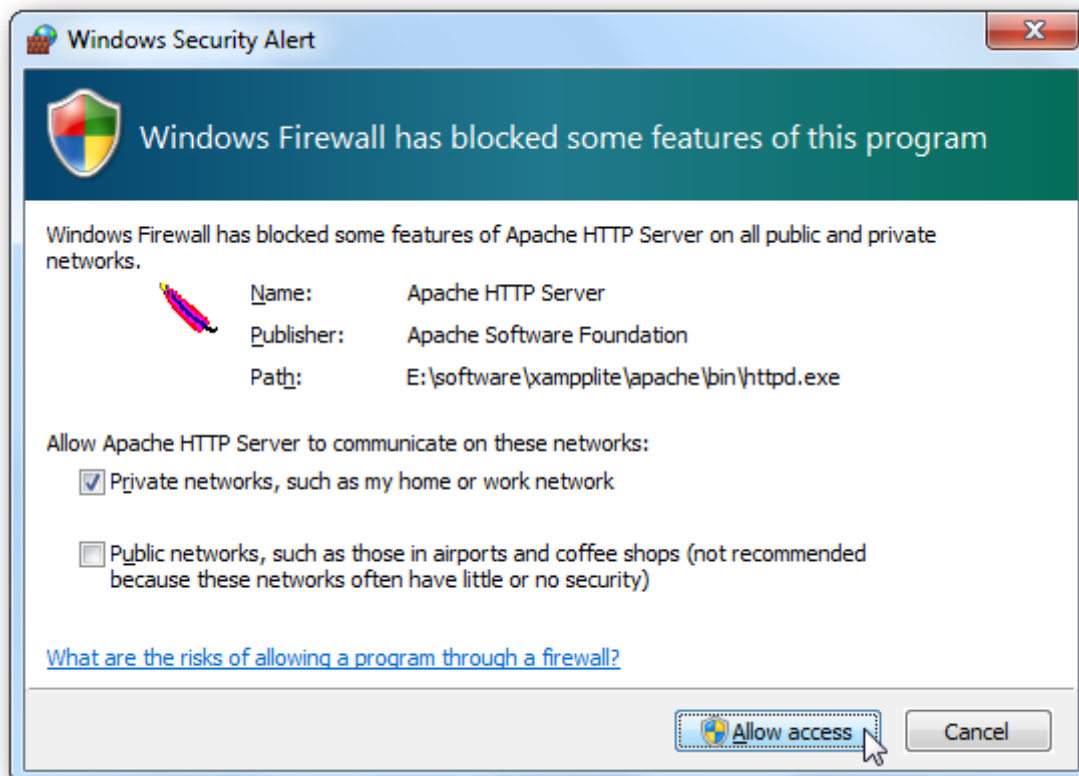 Windows Security Alert
Windows Firewall has blocked some features of this program
Windows Firewall has blocked some features of Apache HTTP Server on all public and private
networks.
Name: Apache HTTP Server
Publisher: Apache Software Foundation
Path: E:\software\xampplite\apache\bin\httpd.exe
Allow Apache HTTP Server to communicate on these networks:
Private networks, such as my home or work network
Public networks, such as those in airports and coffee shops (not recommended
because these networks often have little or no security)
What are the risks of allowing a program through a firewall?
Allow access Cancel